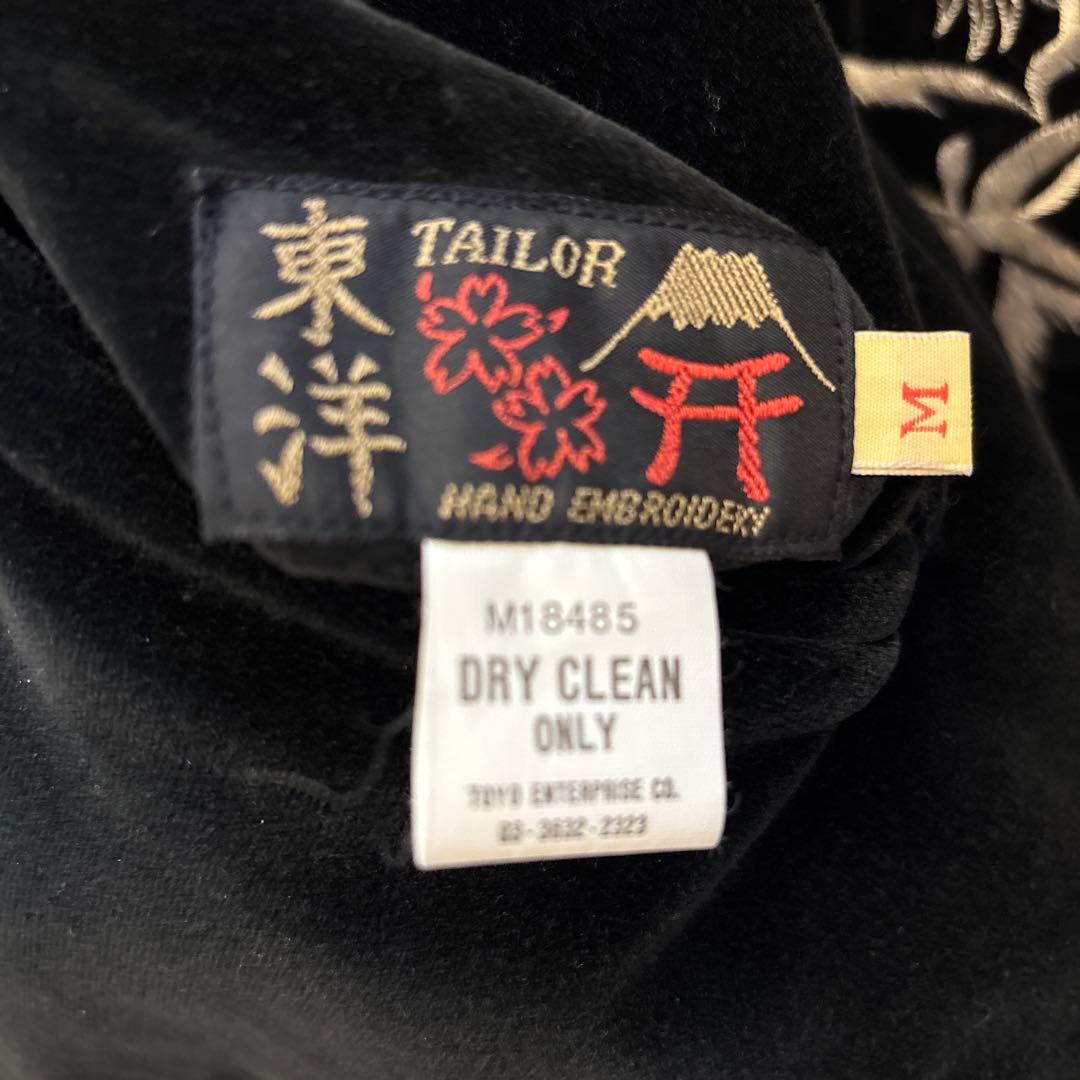 東洋
TAILOR
HAND EMBROIDERY
M
M18485
DRY CLEAN
ONLY
TOYO ENTERPRISE CO.
03-3632-2323